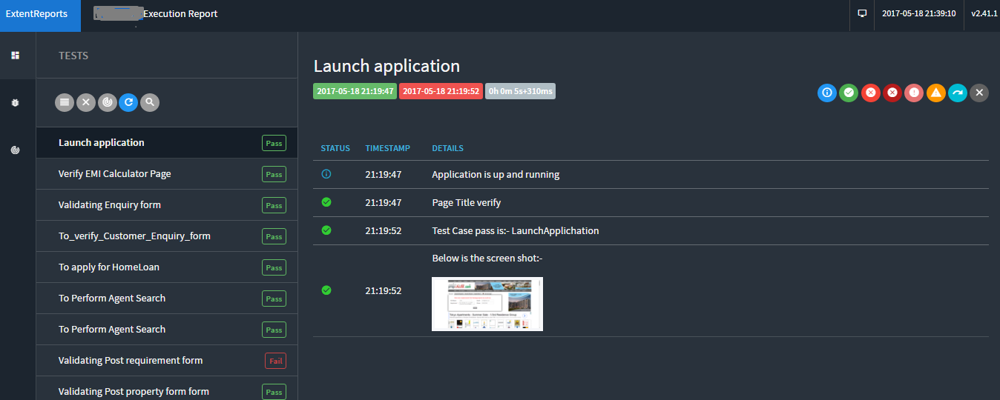 ExtentReports
Execution Report
2017-05-18 21:39:10
v2.41.1
TESTS
Launch application Pass
Verify EMI Calculator Page Pass
Validating Enquiry form Pass
To_verify_Customer_Enquiry_form Pass
To apply for HomeLoan Pass
To Perform Agent Search Pass
To Perform Agent Search Pass
Validating Post requirement form Fail
Validating Post property form form Pass
Launch application
2017-05-18 21:19:47 2017-05-18 21:19:52 0h 0m 5s+310ms
STATUS TIMESTAMP DETAILS
21:19:47 Application is up and running
21:19:47 Page Title verify
21:19:52 Test Case pass is:- LaunchApplichation
Below is the screen shot:-
21:19:52